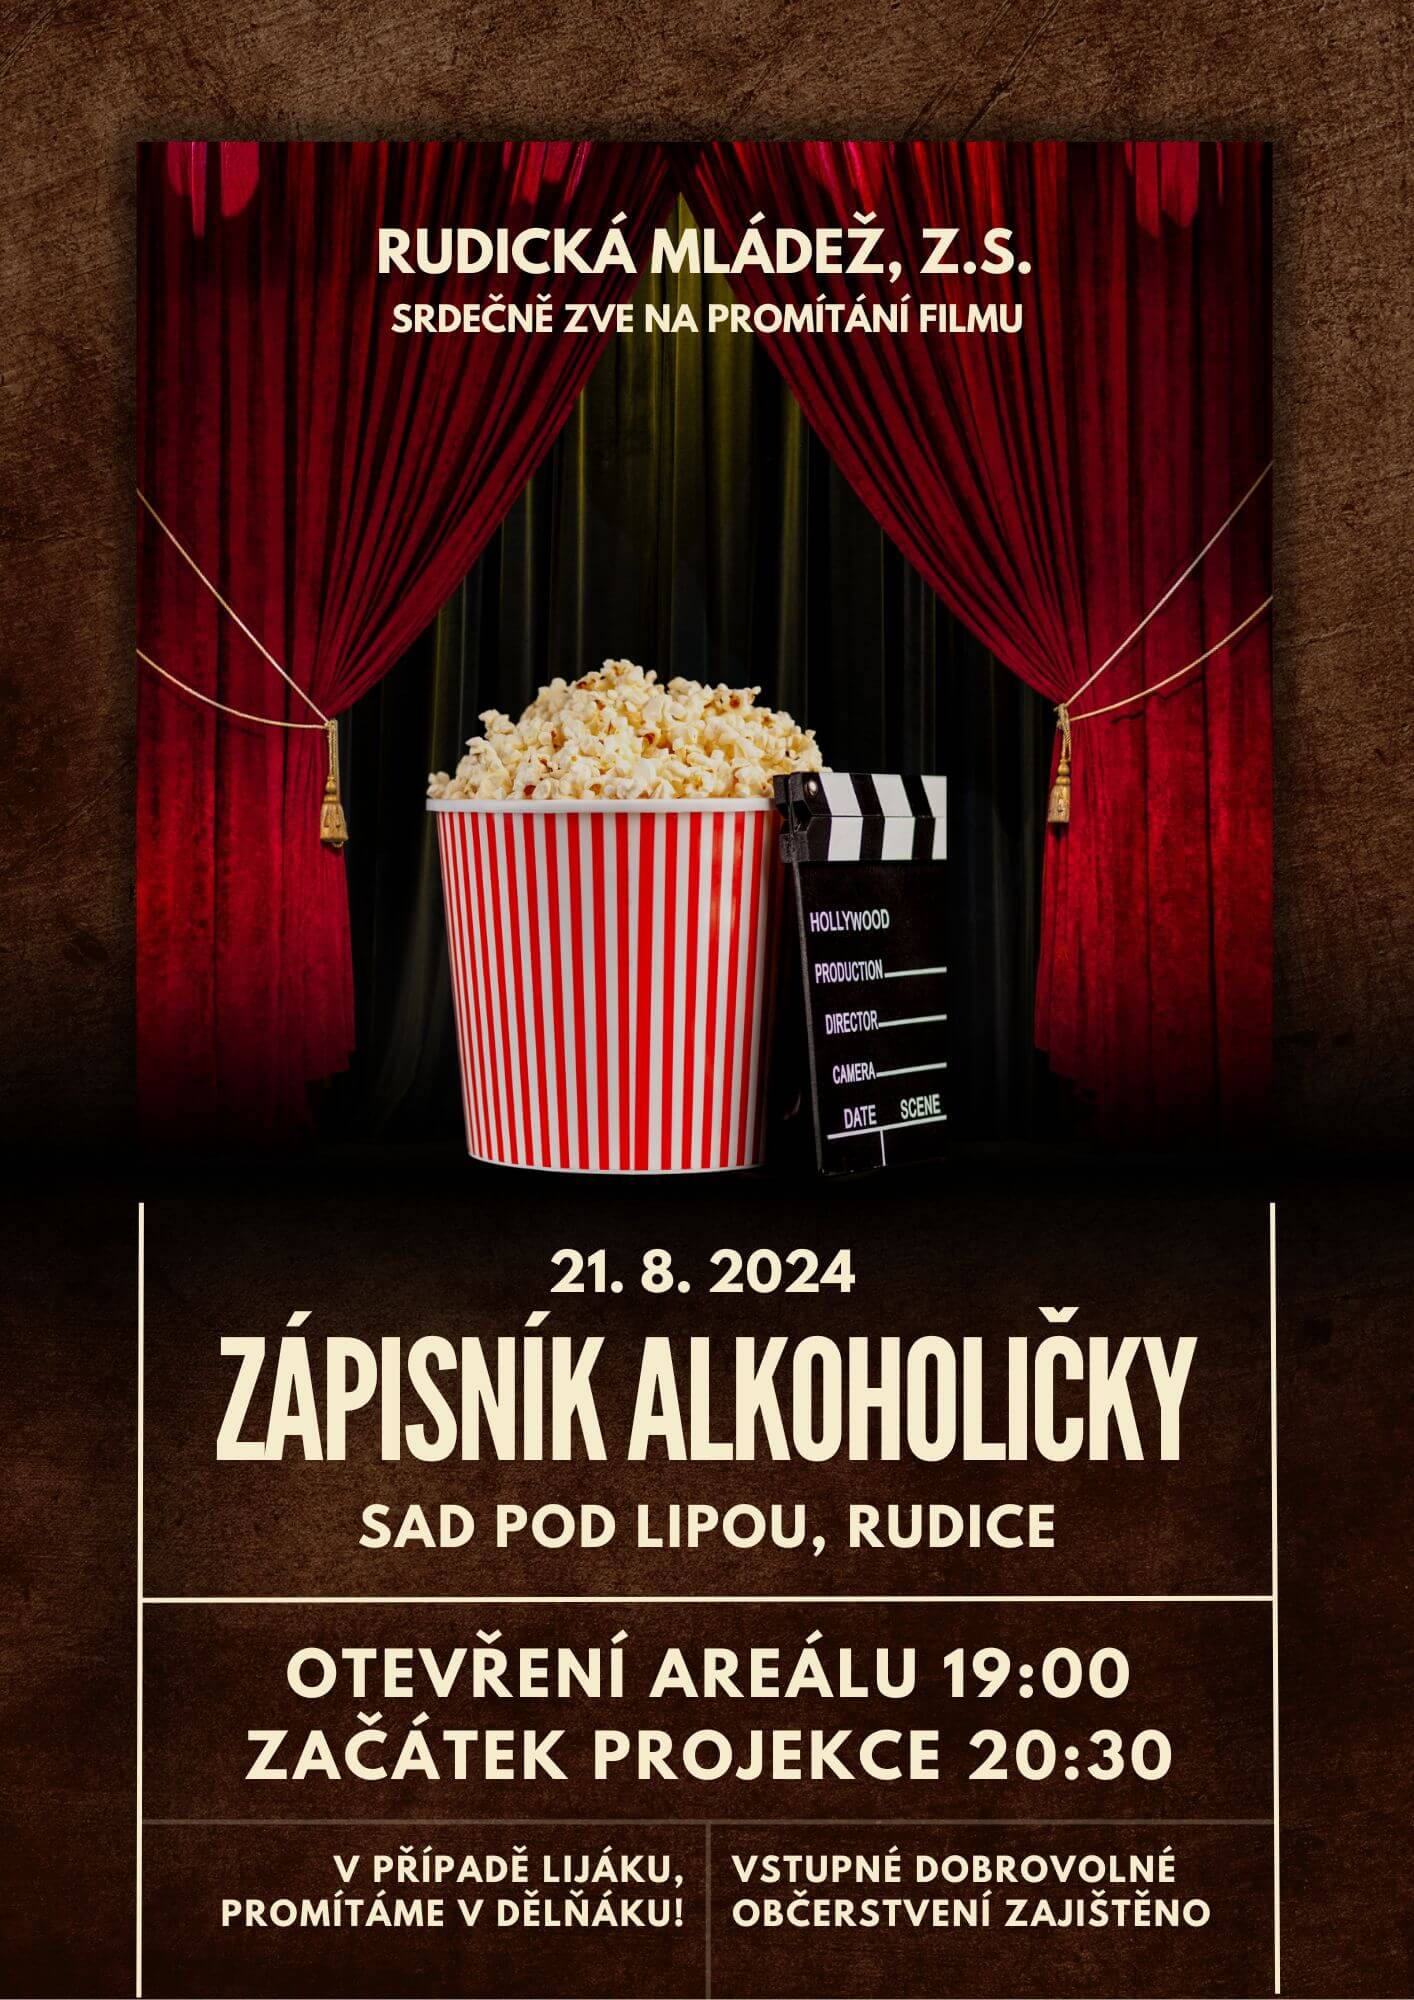 RUDICKÁ MLÁDEŽ, Z.S.
SRDEČNĚ ZVE NA PROMÍTÁNÍ FILMU
HOLLYWOOD
PRODUCTION
DIRECTOR
CAMERA
DATE SCENE
21. 8. 2024
ZÁPISNÍK ALKOHOLIČKY
SAD POD LIPOU, RUDICE
OTEVŘENÍ AREÁLU 19:00
ZAČÁTEK PROJEKCE 20:30
V PŘÍPADĚ LIJÁKU,
PROMÍTÁME V DĚLŇÁKU!
VSTUPNÉ DOBROVOLNÉ
OBČERSTVENÍ ZAJIŠTĚNO